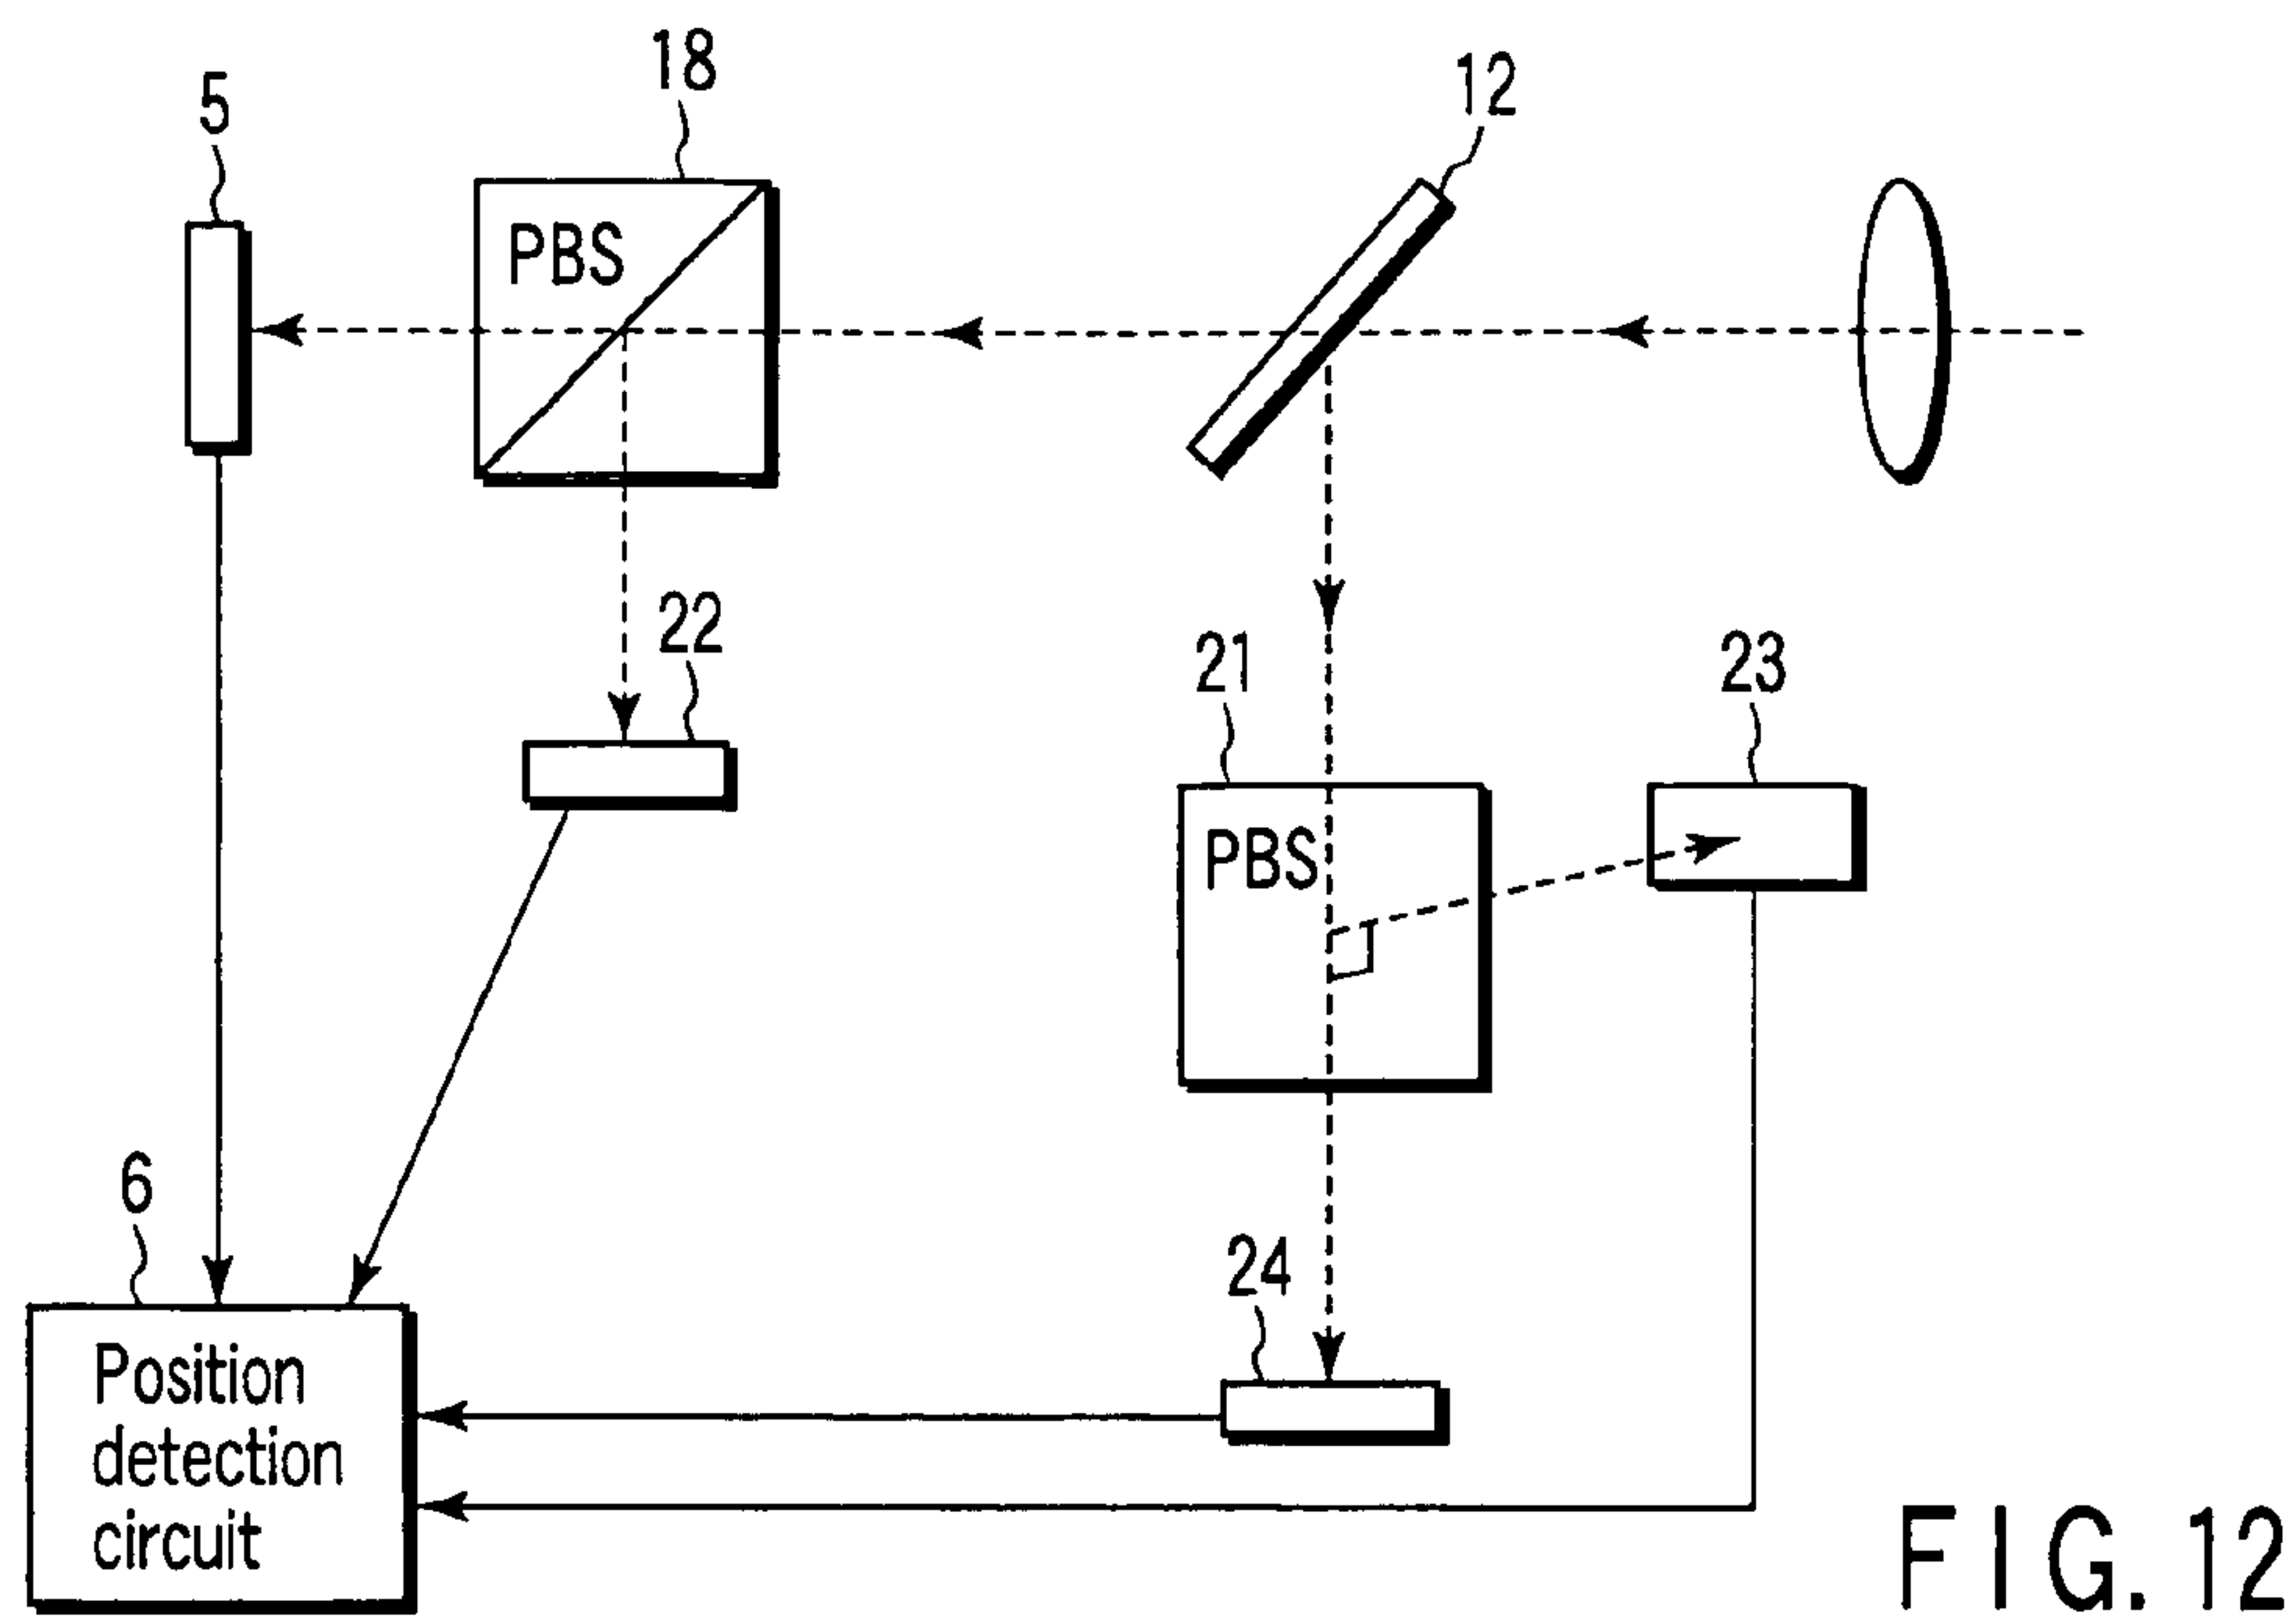 18
12
5
PBS
22
21
23
PBS
6
24
Position
detection
circuit
FIG.12